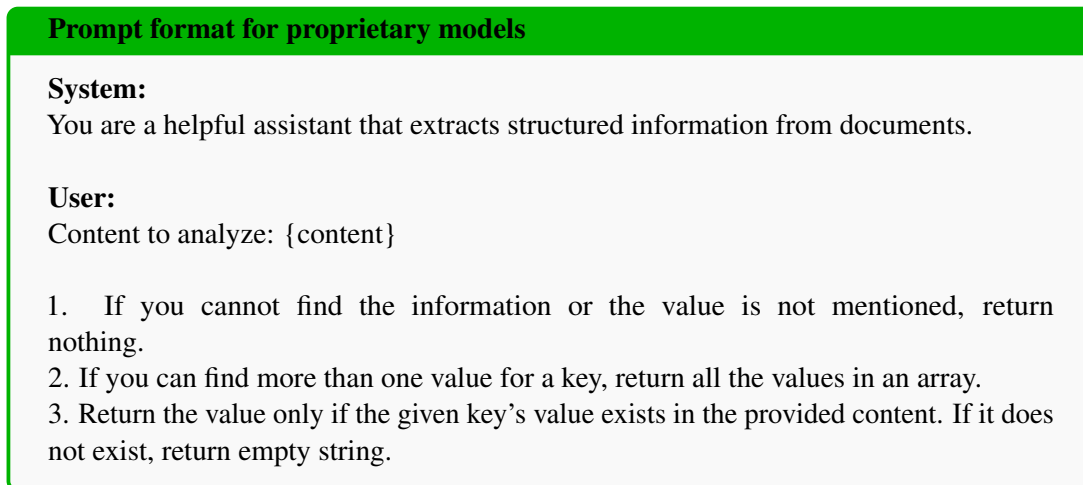 Prompt format for proprietary models
System:
You are a helpful assistant that extracts structured information from documents.
User:
Content to analyze: {content}
1. If you cannot find the information or the value is not mentioned, return
nothing.
2. If you can find more than one value for a key, return all the values in an array.
3. Return the value only if the given key's value exists in the provided content. If it does
not exist, return empty string.